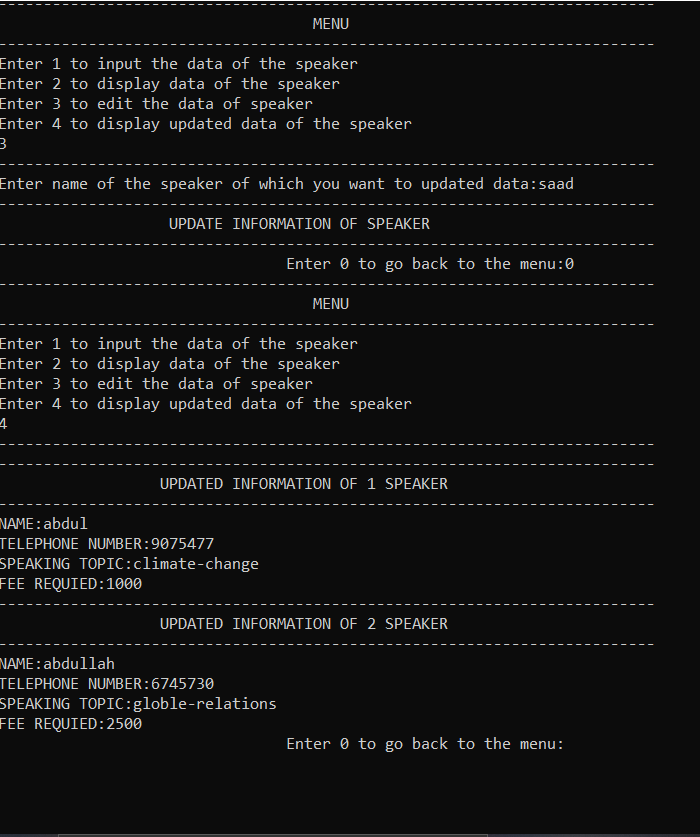 -------------------------------------------------------------------------
MENU
-------------------------------------------------------------------------
Enter 1 to input the data of the speaker
Enter 2 to display data of the speaker
Enter 3 to edit the data of speaker
Enter 4 to display updated data of the speaker
3
-------------------------------------------------------------------------
Enter name of the speaker of which you want to updated data:saad
-------------------------------------------------------------------------
UPDATE INFORMATION OF SPEAKER
-------------------------------------------------------------------------
Enter 0 to go back to the menu:0
-------------------------------------------------------------------------
MENU
-------------------------------------------------------------------------
Enter 1 to input the data of the speaker
Enter 2 to display data of the speaker
Enter 3 to edit the data of speaker
Enter 4 to display updated data of the speaker
4
-------------------------------------------------------------------------
-------------------------------------------------------------------------
UPDATED INFORMATION OF 1 SPEAKER
-------------------------------------------------------------------------
NAME:abdul
TELEPHONE NUMBER:9075477
SPEAKING TOPIC:climate-change
FEE REQUIED:1000
-------------------------------------------------------------------------
UPDATED INFORMATION OF 2 SPEAKER
-------------------------------------------------------------------------
NAME:abdullah
TELEPHONE NUMBER:6745730
SPEAKING TOPIC:globle-relations
FEE REQUIED:2500
Enter 0 to go back to the menu: